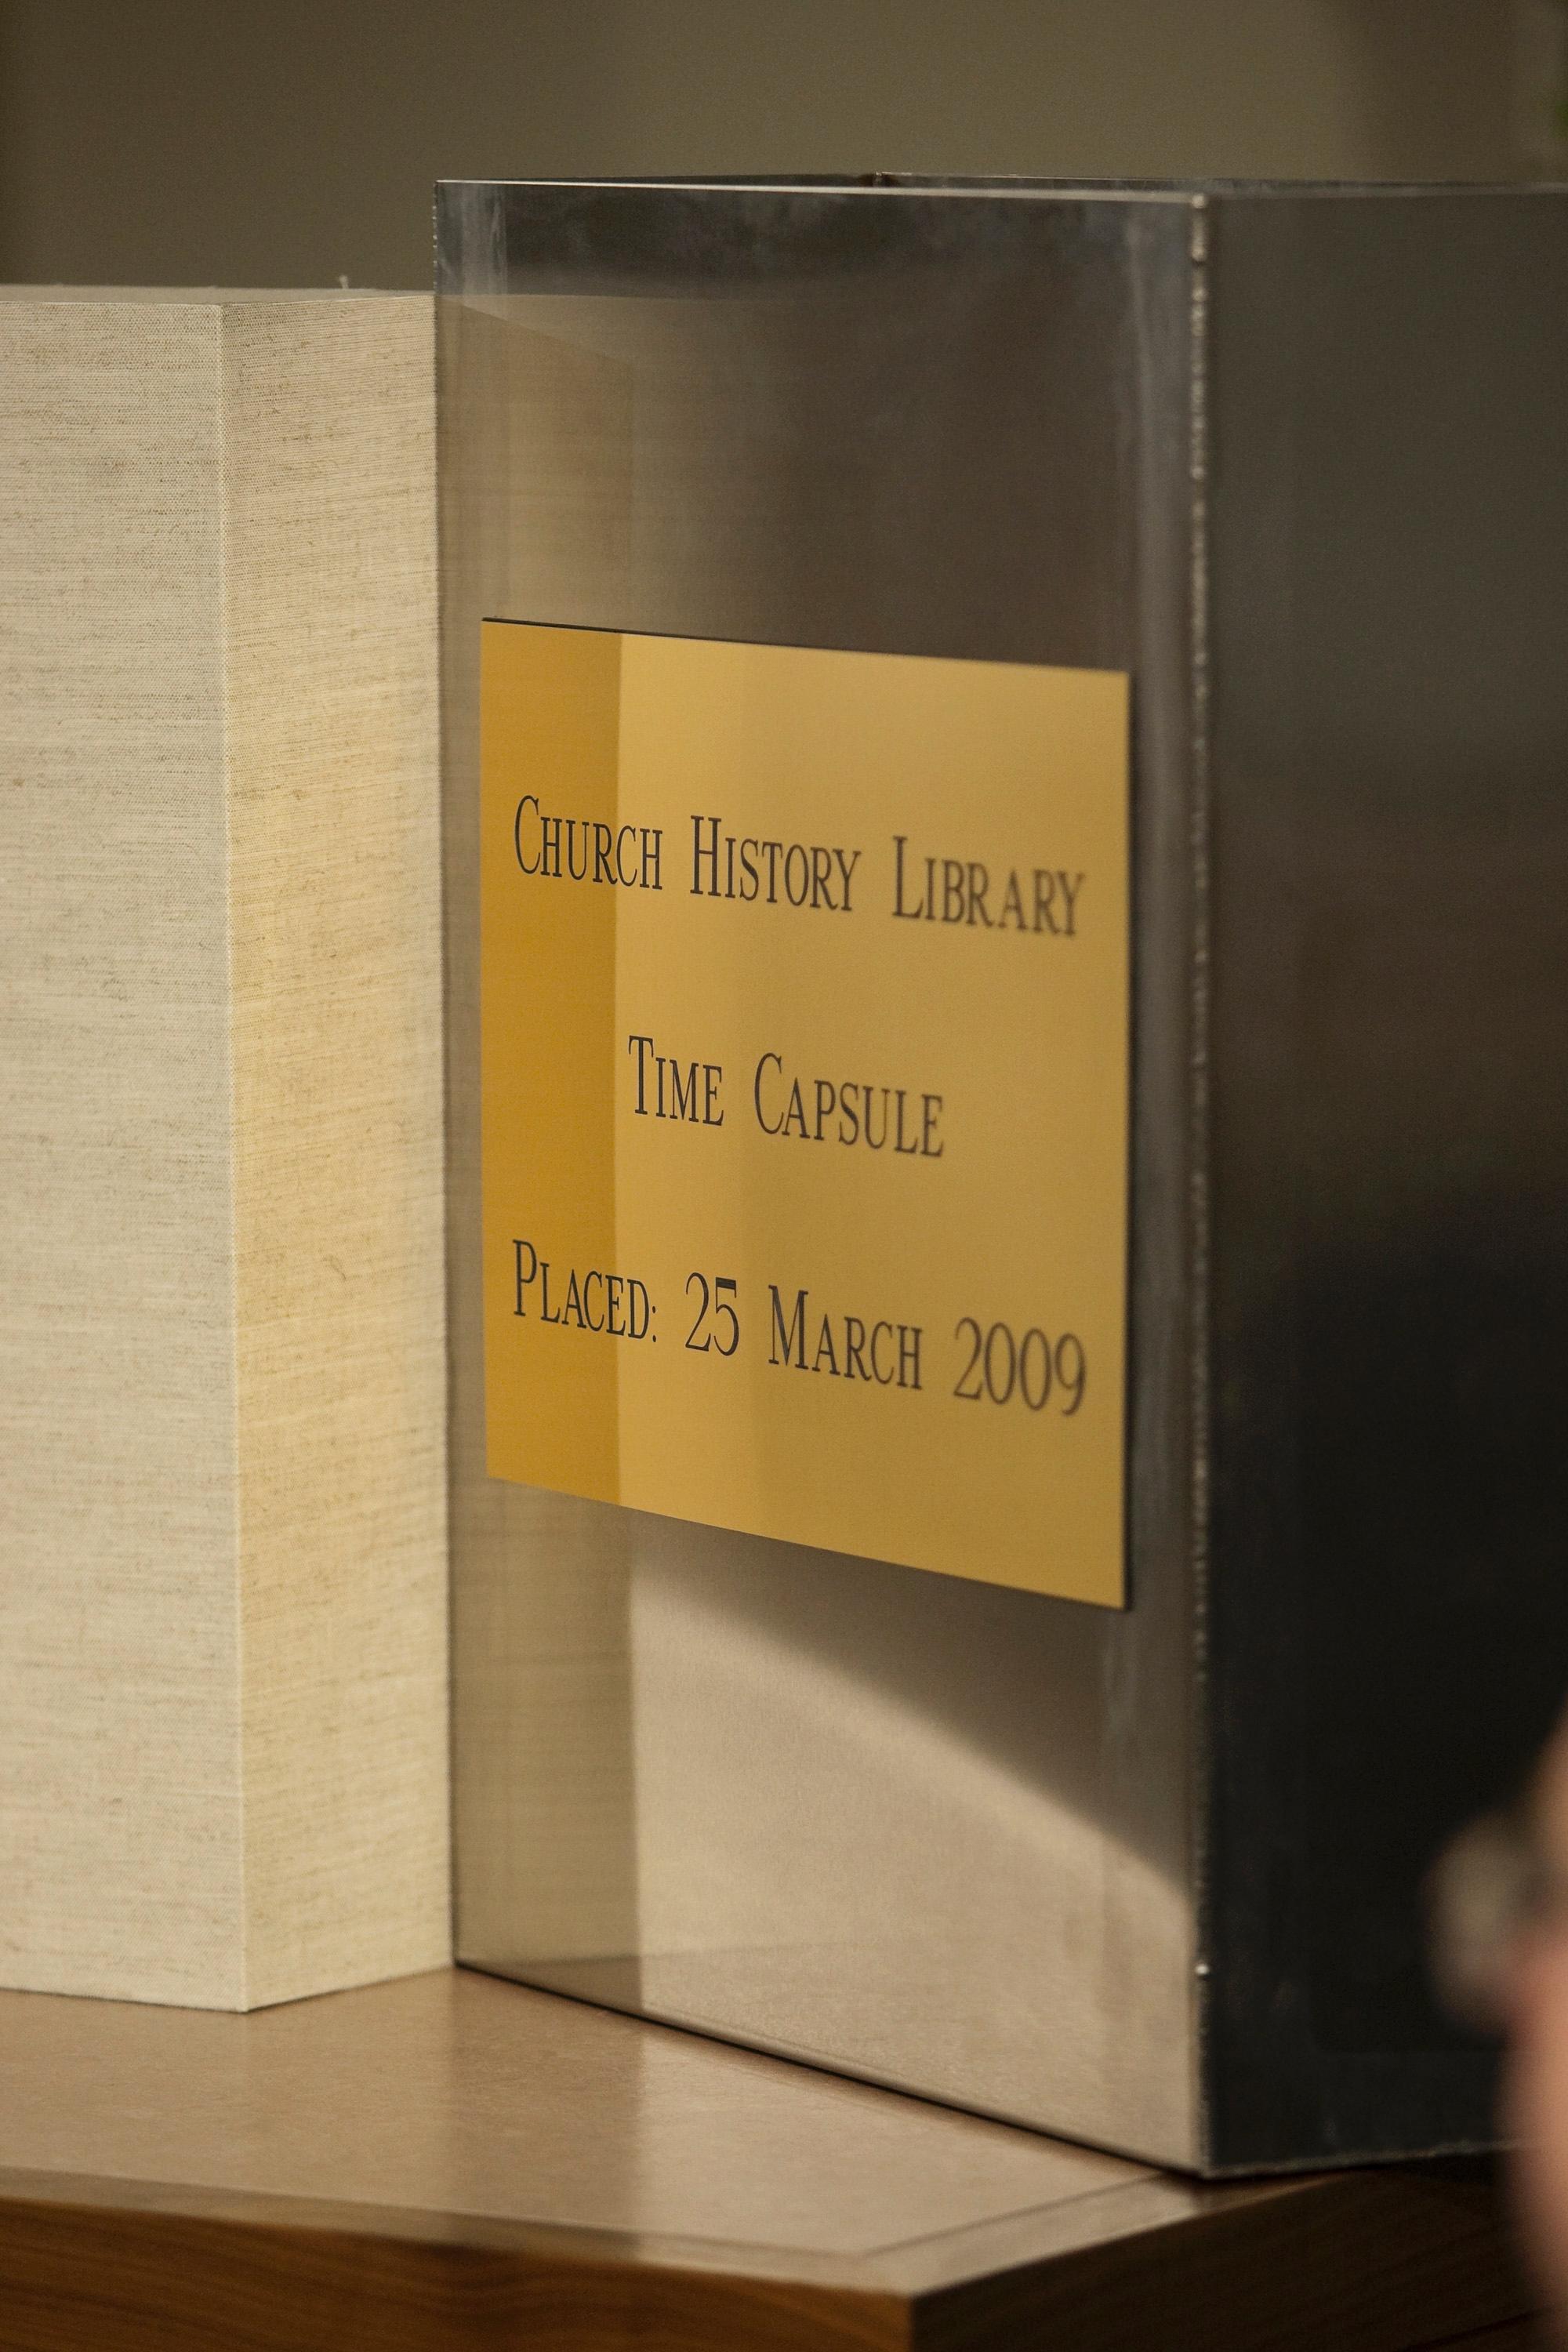 Church History Library
Time Capsule
Placed: 25 March 2009